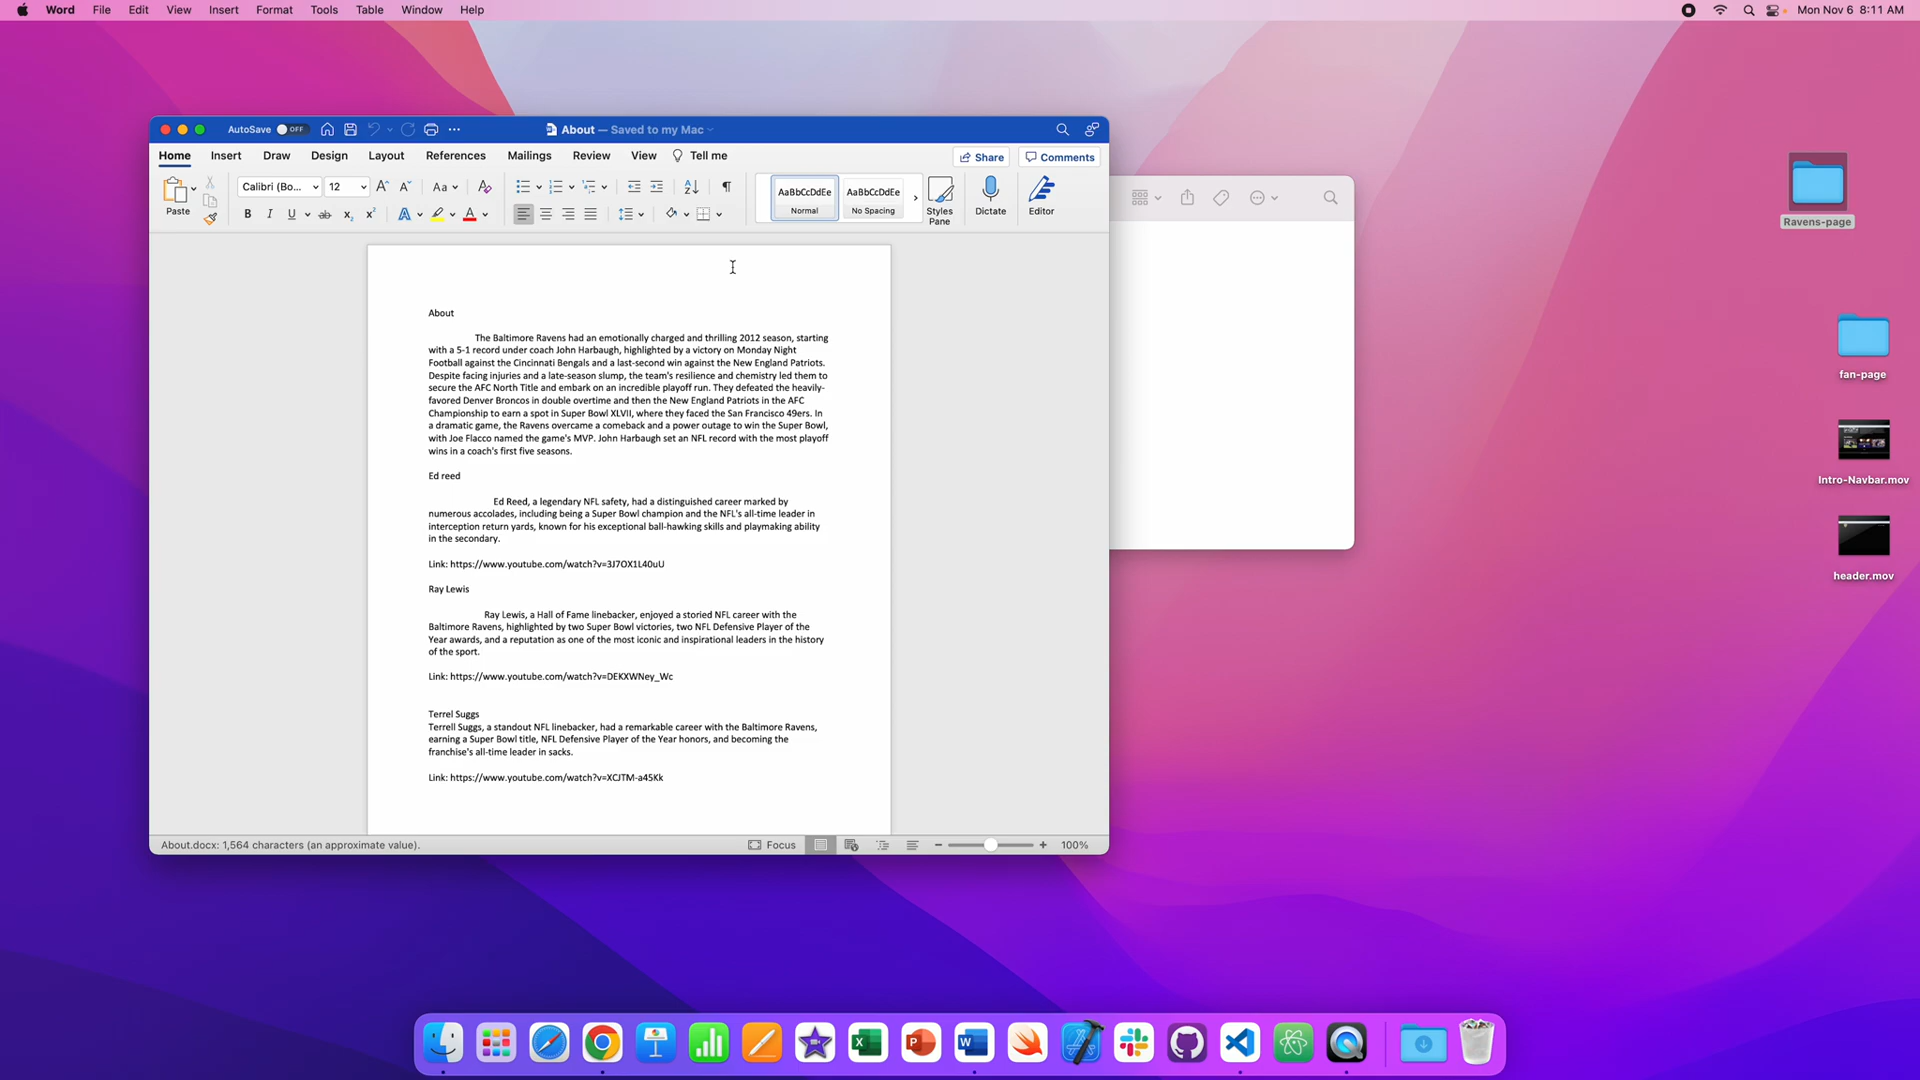 Word File Edit View Insert Format Tools Table Window Help Mon Nov 6 8:11 AM
AutoSave OFF About — Saved to my Mac
Home Insert Draw Design Layout References Mailings Review View Tell me Share Comments
Paste Calibri (Bo... 12 Aa AaBbCcDdEe AaBbCcDdEe
Normal No Spacing Styles Pane Dictate Editor
About
The Baltimore Ravens had an emotionally charged and thrilling 2012 season, starting
with a 5-1 record under coach John Harbaugh, highlighted by a victory on Monday Night
Football against the Cincinnati Bengals and a last-second win against the New England Patriots.
Despite facing injuries and a late-season slump, the team's resilience and chemistry led them to
secure the AFC North Title and embark on an incredible playoff run. They defeated the heavily-
favored Denver Broncos in double overtime and then the New England Patriots in the AFC
Championship to earn a spot in Super Bowl XLVII, where they faced the San Francisco 49ers. In
a dramatic game, the Ravens overcame a comeback and a power outage to win the Super Bowl,
with Joe Flacco named the game's MVP. John Harbaugh set an NFL record with the most playoff
wins in a coach's first five seasons.
Ed reed
Ed Reed, a legendary NFL safety, had a distinguished career marked by
numerous accolades, including being a Super Bowl champion and the NFL's all-time leader in
interception return yards, known for his exceptional ball-hawking skills and playmaking ability
in the secondary.
Link: https://www.youtube.com/watch?v=3J7OX1L40uU
Ray Lewis
Ray Lewis, a Hall of Fame linebacker, enjoyed a storied NFL career with the
Baltimore Ravens, highlighted by two Super Bowl victories, two NFL Defensive Player of the
Year awards, and a reputation as one of the most iconic and inspirational leaders in the history
of the sport.
Link: https://www.youtube.com/watch?v=DEKXWNey_Wc
Terrel Suggs
Terrell Suggs, a standout NFL linebacker, had a remarkable career with the Baltimore Ravens,
earning a Super Bowl title, NFL Defensive Player of the Year honors, and becoming the
franchise's all-time leader in sacks.
Link: https://www.youtube.com/watch?v=XCJTM-a45Kk
About.docx: 1,564 characters (an approximate value). Focus 100%
Ravens-page
fan-page
Intro-Navbar.mov
header.mov